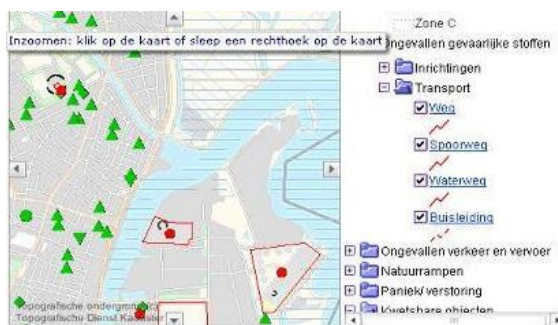 Inzoomen: klik op de kaart of sleep een rechthoek op de kaart
Topografische ondergrond(c)
Topografische Dienst Kadaster
Zone C
Ongevallen gevaarlijke stoffen
Inrichtingen
Transport
Weg
Spoorweg
Waterweg
Buisleiding
Ongevallen verkeer en vervoer
Natuurrampen
Paniek/ verstoring
Kwetsbare objecten